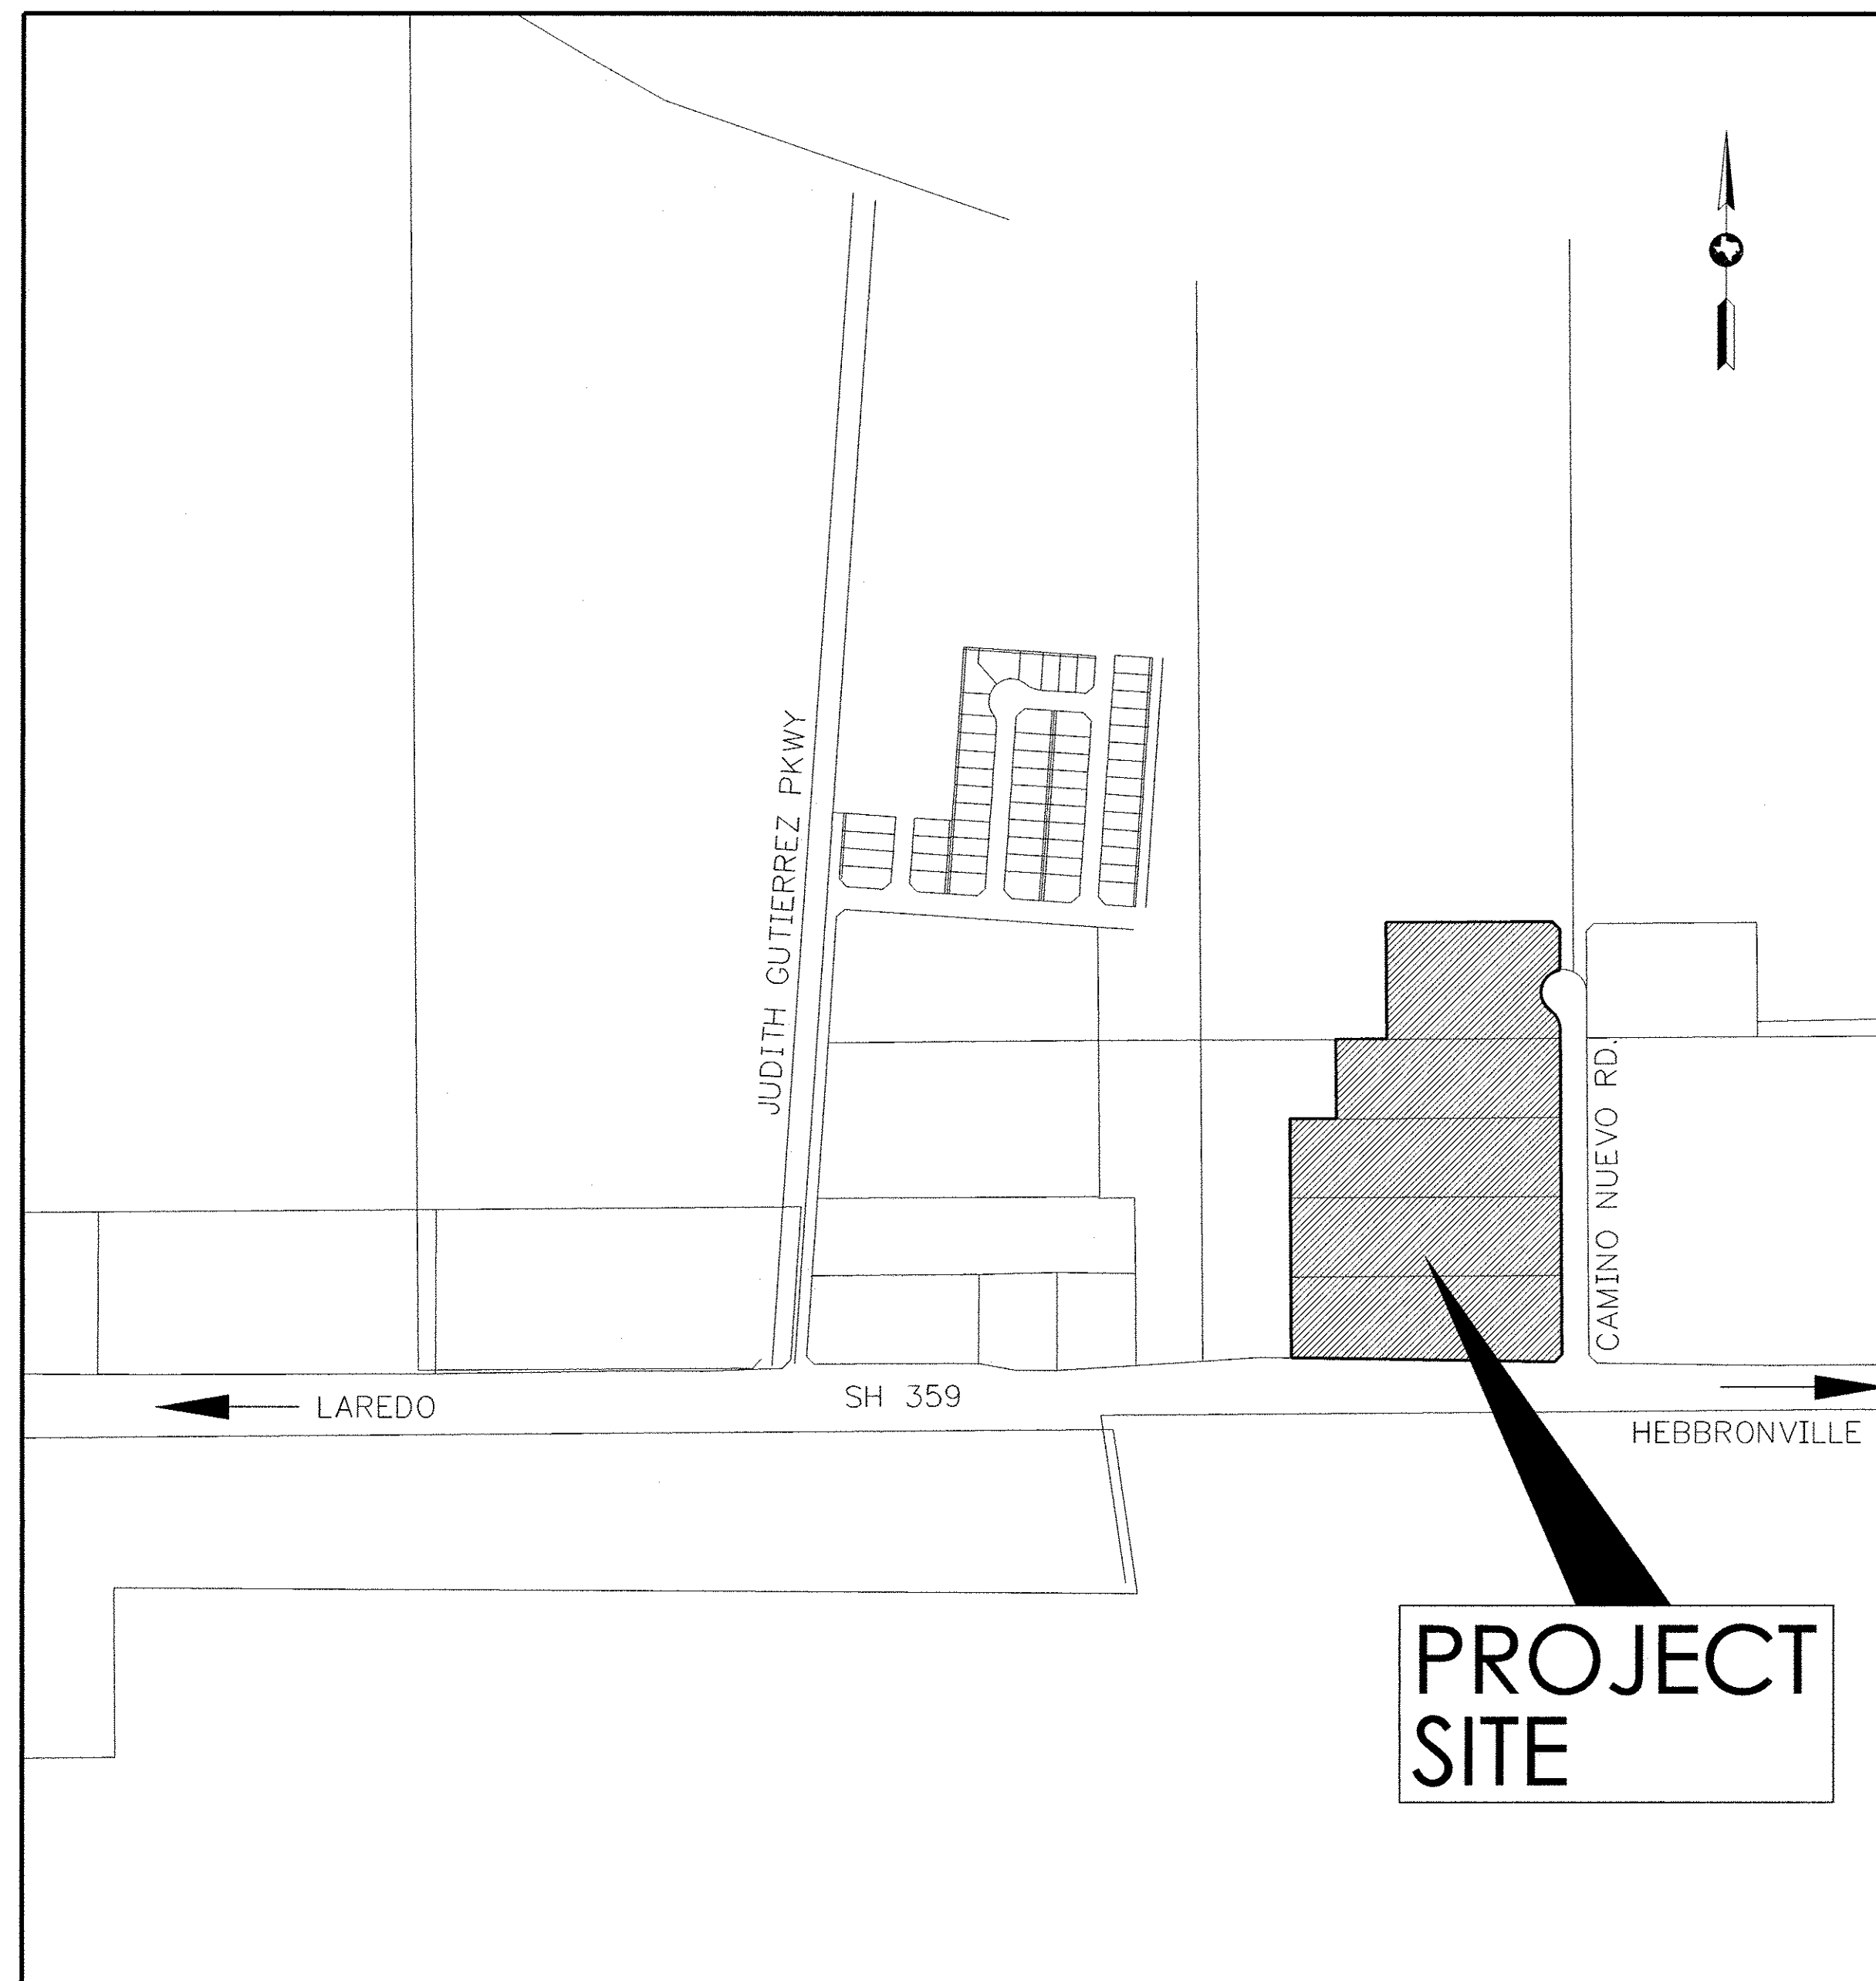 JUDITH GUTIERREZ PKWY
CAMINO NUEVO RD.
LAREDO
SH 359
HEBBRONVILLE
PROJECT
SITE